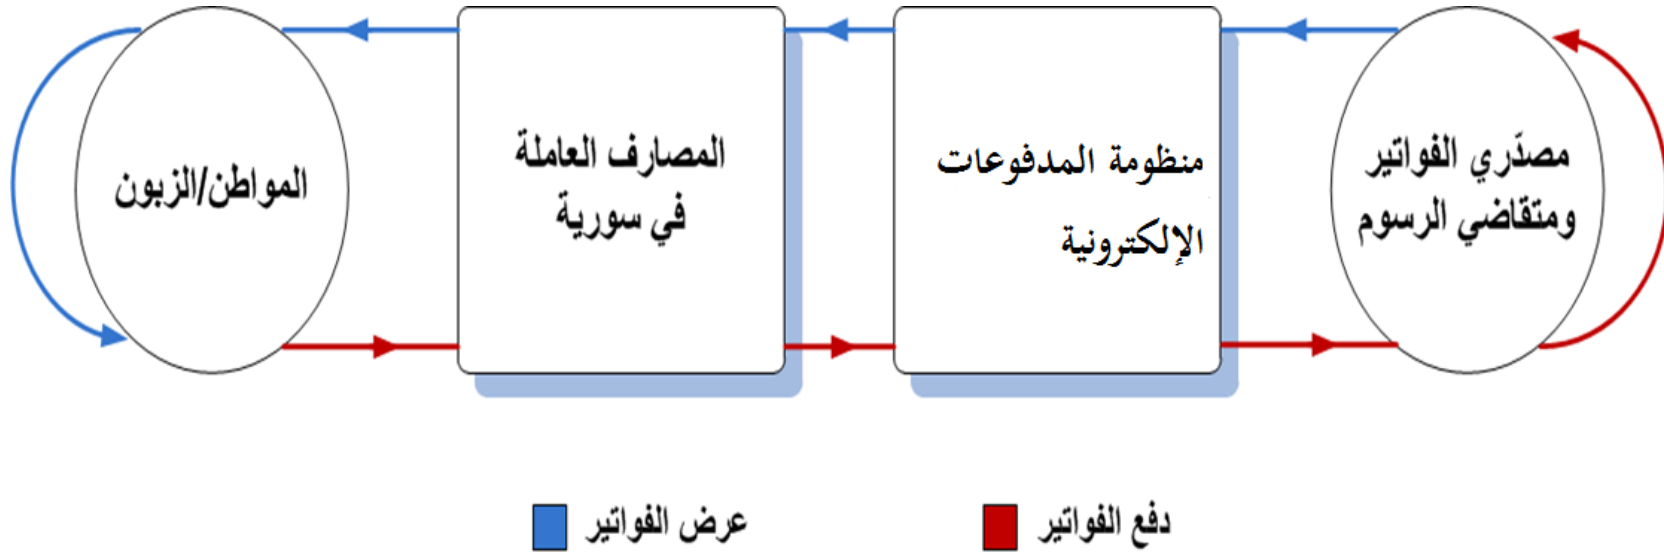 مصدّري الفواتير
ومتقاضي الرسوم
منظومة المدفوعات
الإلكترونية
المصارف العاملة
في سورية
المواطن/الزبون
دفع الفواتير
عرض الفواتير